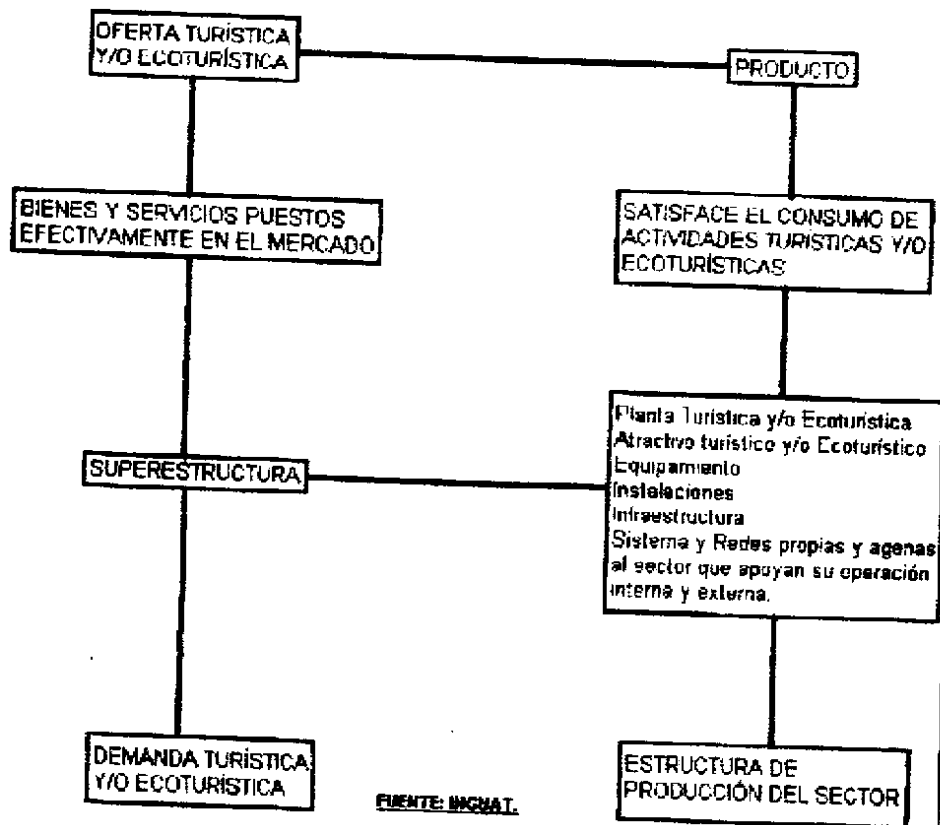 OFERTA TURÍSTICA
Y/O ECOTURÍSTICA
PRODUCTO
BIENES Y SERVICIOS PUESTOS
EFECTIVAMENTE EN EL MERCADO
SATISFACE EL CONSUMO DE
ACTIVIDADES TURÍSTICAS Y/O
ECOTURÍSTICAS
SUPERESTRUCTURA
Planta Turística y/o Ecoturística
Atractivo turístico y/o Ecoturístico
Equipamiento
Instalaciones
Infraestructura
Sistema y Redes propias y agenas
al sector que apoyan su operación
interna y externa.
DEMANDA TURÍSTICA
Y/O ECOTURÍSTICA
ESTRUCTURA DE
PRODUCCIÓN DEL SECTOR
FUENTE: INGUAT.